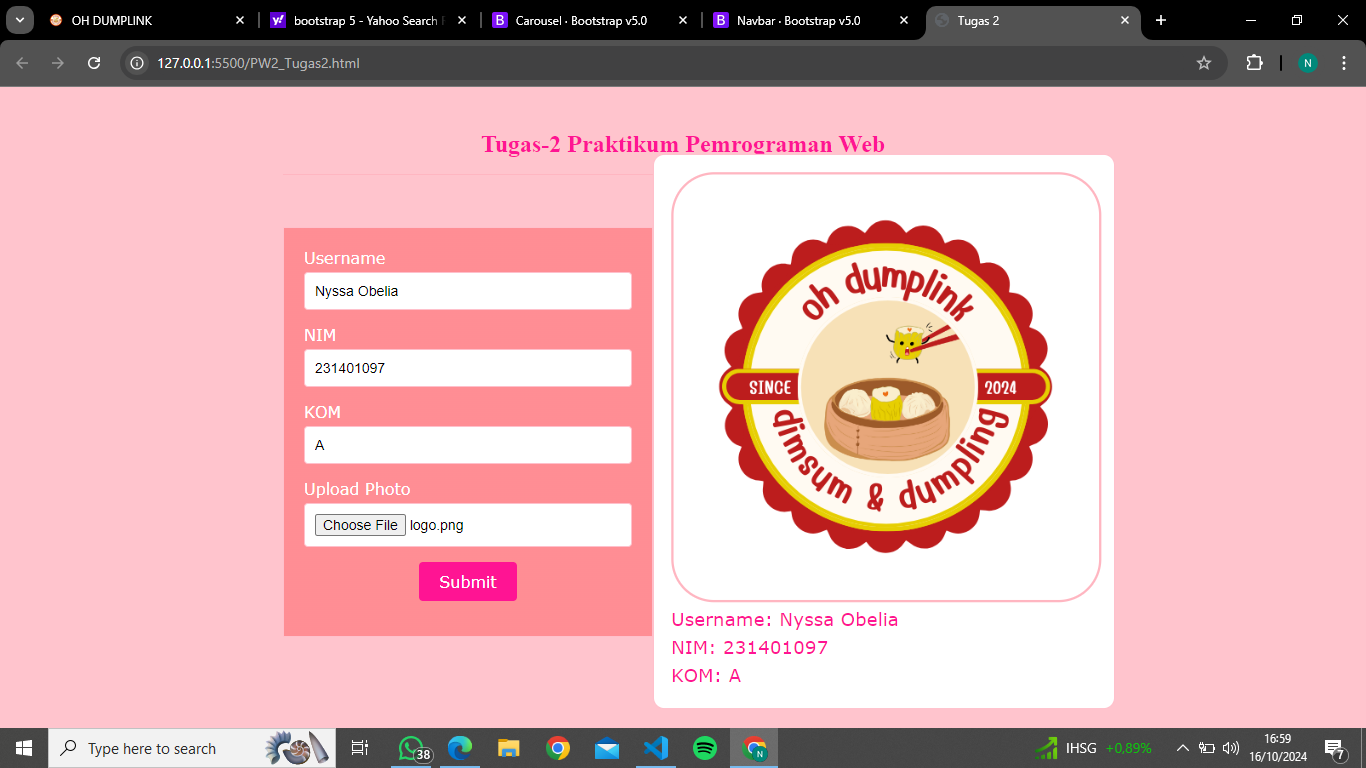 OH DUMPLINK
bootstrap 5 - Yahoo Search
Carousel · Bootstrap v5.0
Navbar · Bootstrap v5.0
Tugas 2
127.0.0.1:5500/PW2_Tugas2.html
N
Tugas-2 Praktikum Pemrograman Web
Username
Nyssa Obelia
NIM
231401097
KOM
A
Upload Photo
Choose File logo.png
Submit
oh dumplink
SINCE 2024
dimsum & dumpling
Username: Nyssa Obelia
NIM: 231401097
KOM: A
Type here to search
38
N
IHSG +0,89%
16:59
16/10/2024
7